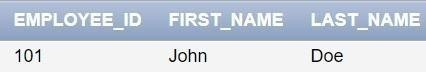 EMPLOYEE_ID FIRST_NAME LAST_NAME
101 John Doe